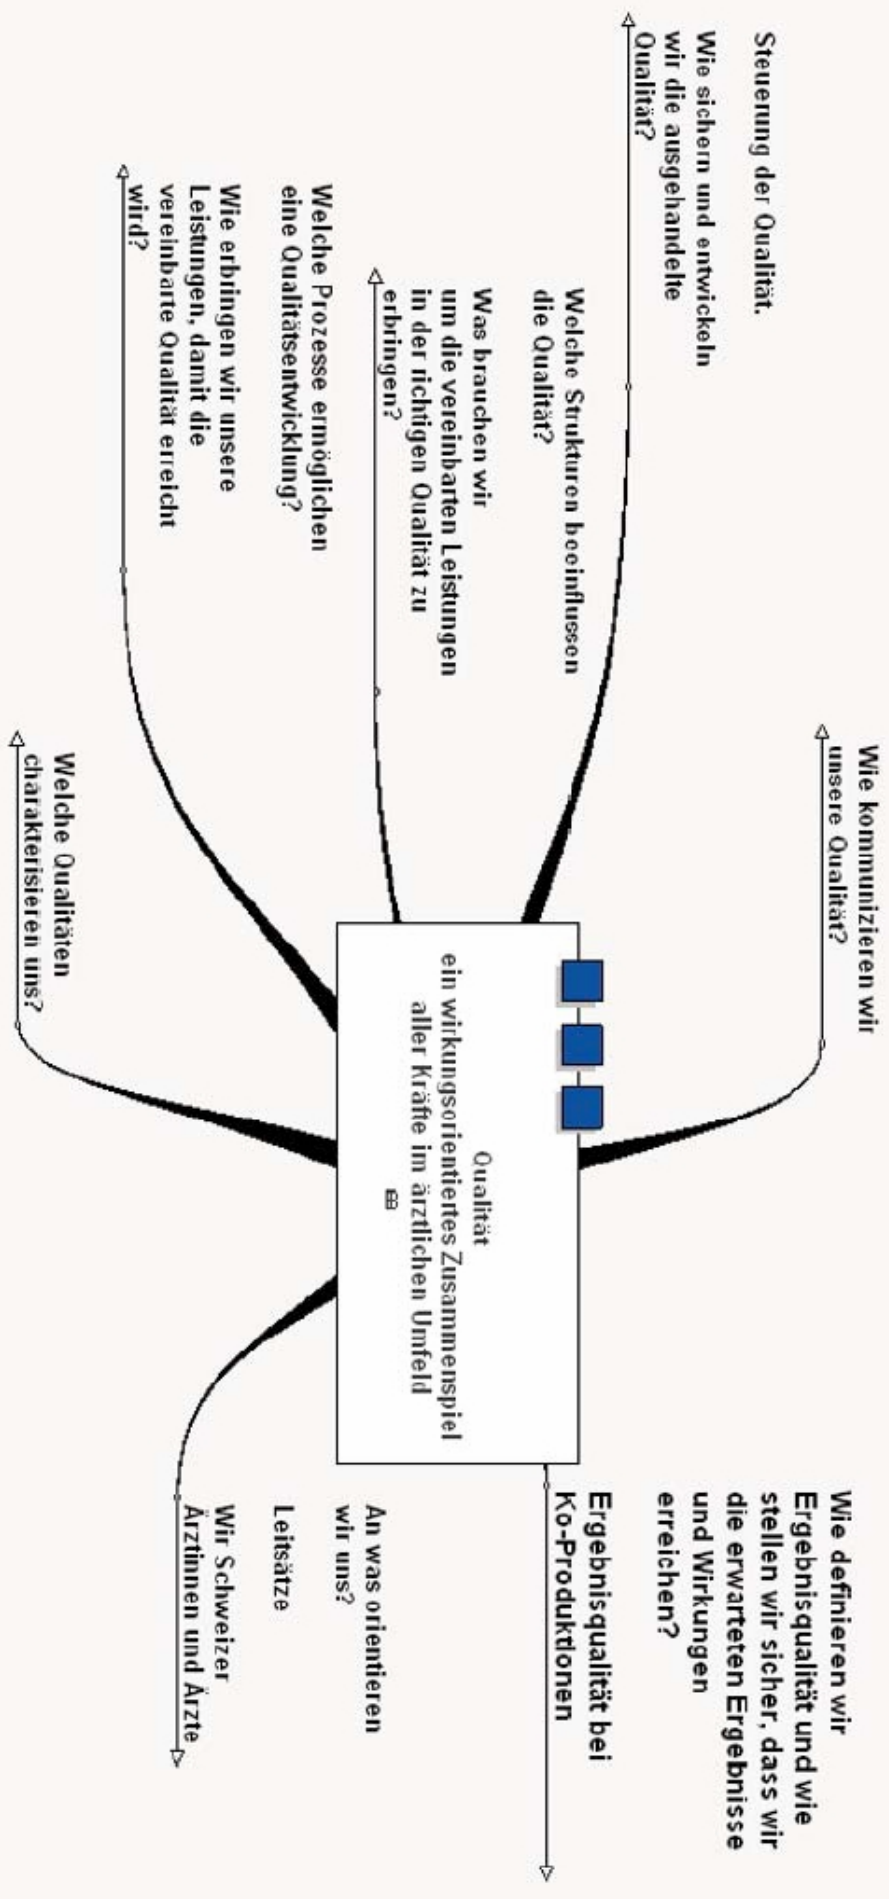 Wie kommunizieren wir
unsere Qualität?
Steuerung der Qualität.
Wie sichern und entwickeln
wir die ausgehandelte
Qualität?
Welche Strukturen beeinflussen
die Qualität?
Was brauchen wir
um die vereinbarten Leistungen
in der richtigen Qualität zu
erbringen?
Welche Prozesse ermöglichen
eine Qualitätsentwicklung?
Wie erbringen wir unsere
Leistungen, damit die
vereinbarte Qualität erreicht
wird?
Welche Qualitäten
charakterisieren uns?
Qualität
ein wirkungsorientiertes Zusammenspiel
aller Kräfte im ärztlichen Umfeld
Wie definieren wir
Ergebnisqualität und wie
stellen wir sicher, dass wir
die erwarteten Ergebnisse
und Wirkungen
erreichen?
Ergebnisqualität bei
Ko-Produktionen
An was orientieren
wir uns?
Leitsätze
Wir Schweizer
Ärztinnen und Ärzte